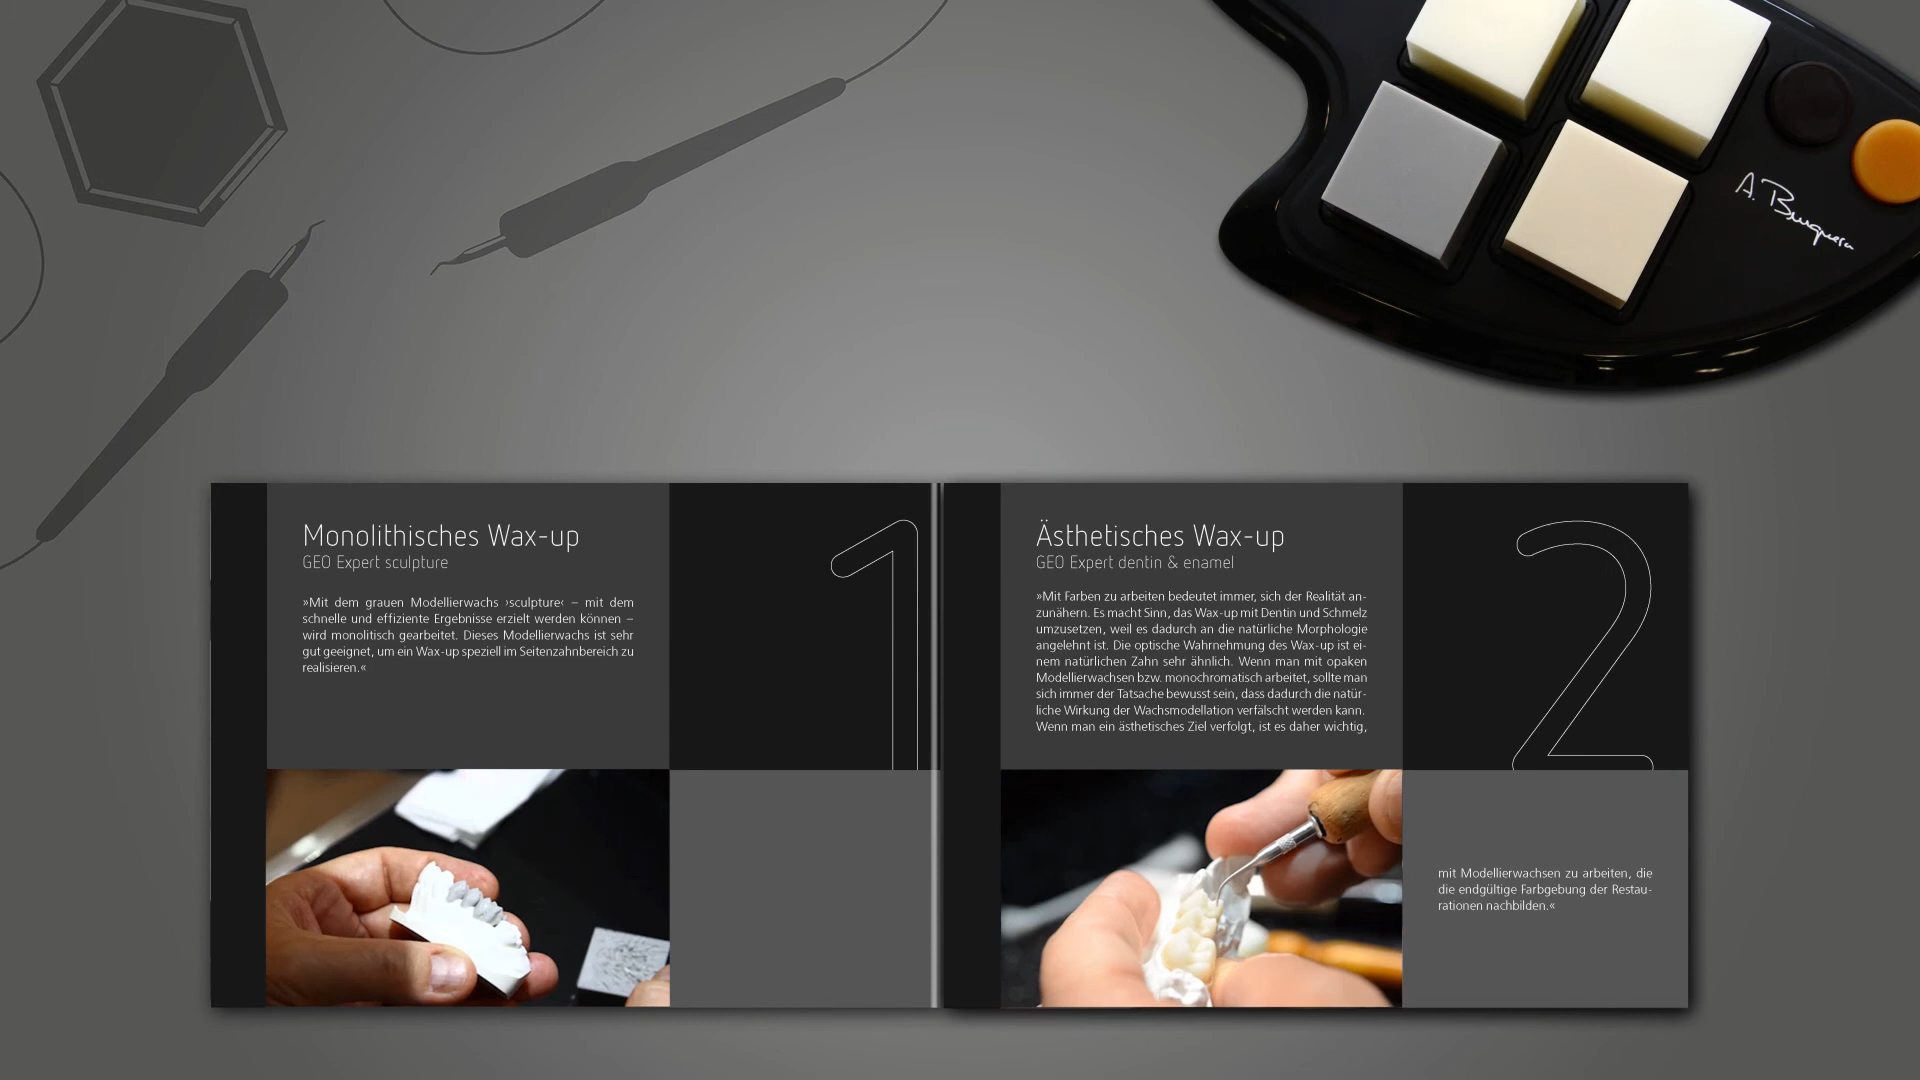 A. Bruguera
Monolithisches Wax-up
GEO Expert sculpture
»Mit dem grauen Modellierwachs ›sculpture‹ – mit dem
schnelle und effiziente Ergebnisse erzielt werden können –
wird monolitisch gearbeitet. Dieses Modellierwachs ist sehr
gut geeignet, um ein Wax-up speziell im Seitenzahnbereich zu
realisieren.«
1
Ästhetisches Wax-up
GEO Expert dentin & enamel
»Mit Farben zu arbeiten bedeutet immer, sich der Realität an-
zunähern. Es macht Sinn, das Wax-up mit Dentin und Schmelz
umzusetzen, weil es dadurch an die natürliche Morphologie
angelehnt ist. Die optische Wahrnehmung des Wax-up ist ei-
nem natürlichen Zahn sehr ähnlich. Wenn man mit opaken
Modellierwachsen bzw. monochromatisch arbeitet, sollte man
sich immer der Tatsache bewusst sein, dass dadurch die natür-
liche Wirkung der Wachsmodellation verfälscht werden kann.
Wenn man ein ästhetisches Ziel verfolgt, ist es daher wichtig,
2
mit Modellierwachsen zu arbeiten, die
die endgültige Farbgebung der Restau-
rationen nachbilden.«